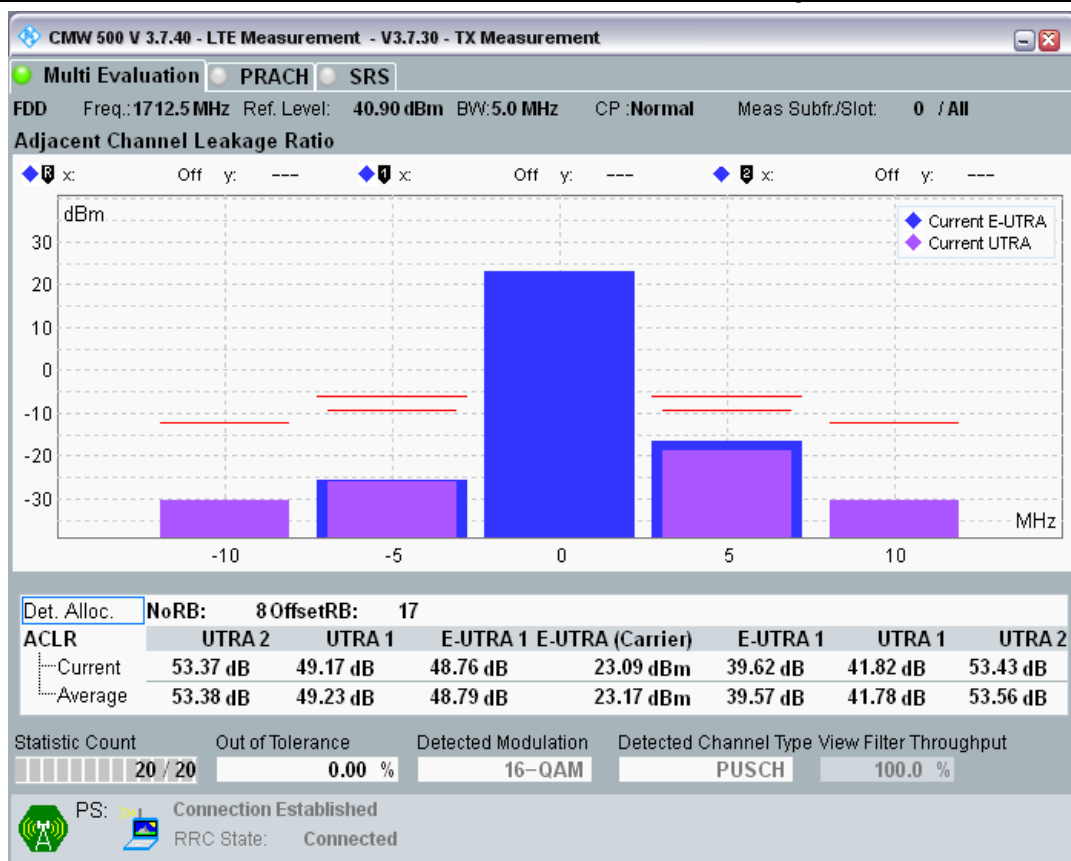 CMW 500 V 3.7.40 - LTE Measurement - V3.7.30 - TX Measurement
Multi Evaluation PRACH SRS
FDD Freq.: 1712.5 MHz Ref. Level: 40.90 dBm BW: 5.0 MHz CP : Normal Meas Subfr./Slot: 0 / All
Adjacent Channel Leakage Ratio
R x: Off y: --- 1 x: Off y: --- 2 x: Off y: ---
dBm
Current E-UTRA
Current UTRA
30
20
10
0
-10
-20
-30
MHz
-10 -5 0 5 10
Det. Alloc. NoRB: 8 OffsetRB: 17
ACLR UTRA 2 UTRA 1 E-UTRA 1 E-UTRA (Carrier) E-UTRA 1 UTRA 1 UTRA 2
Current 53.37 dB 49.17 dB 48.76 dB 23.09 dBm 39.62 dB 41.82 dB 53.43 dB
Average 53.38 dB 49.23 dB 48.79 dB 23.17 dBm 39.57 dB 41.78 dB 53.56 dB
Statistic Count Out of Tolerance Detected Modulation Detected Channel Type View Filter Throughput
20 / 20 0.00 % 16-QAM PUSCH 100.0 %
PS: Connection Established
RRC State: Connected